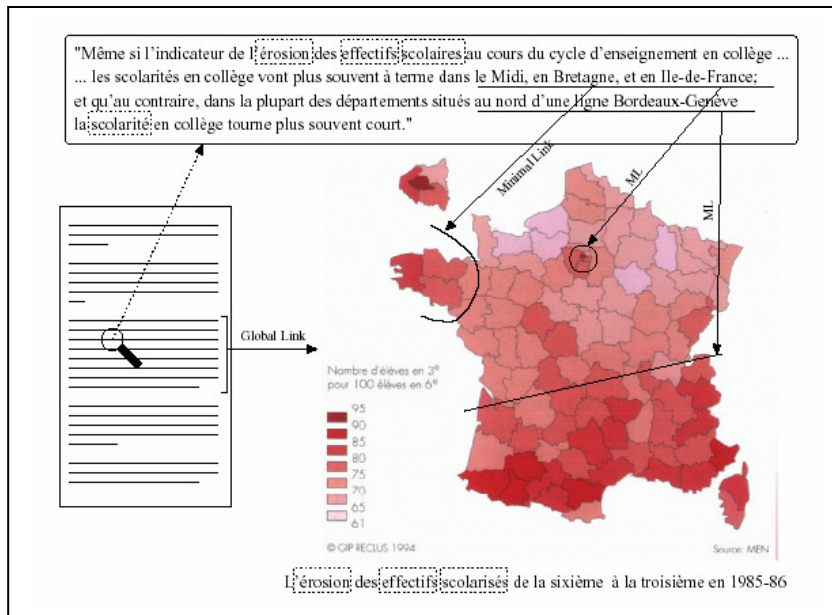 "Même si l'indicateur de l'érosion des effectifs scolaires au cours du cycle d'enseignement en collège ...
... les scolarités en collège vont plus souvent à terme dans le Midi, en Bretagne, et en Ile-de-France;
et qu'au contraire, dans la plupart des départements situés au nord d'une ligne Bordeaux-Genève
la scolarité en collège tourne plus souvent court."
Minimal Link
ML
ML
Global Link
Nombre d'éléves en 3e
pour 100 éléves en 6e
95
90
85
80
75
70
65
61
© GIP RECLUS 1994
Source: MEN
L'érosion des effectifs scolarisés de la sixième à la troisième en 1985-86